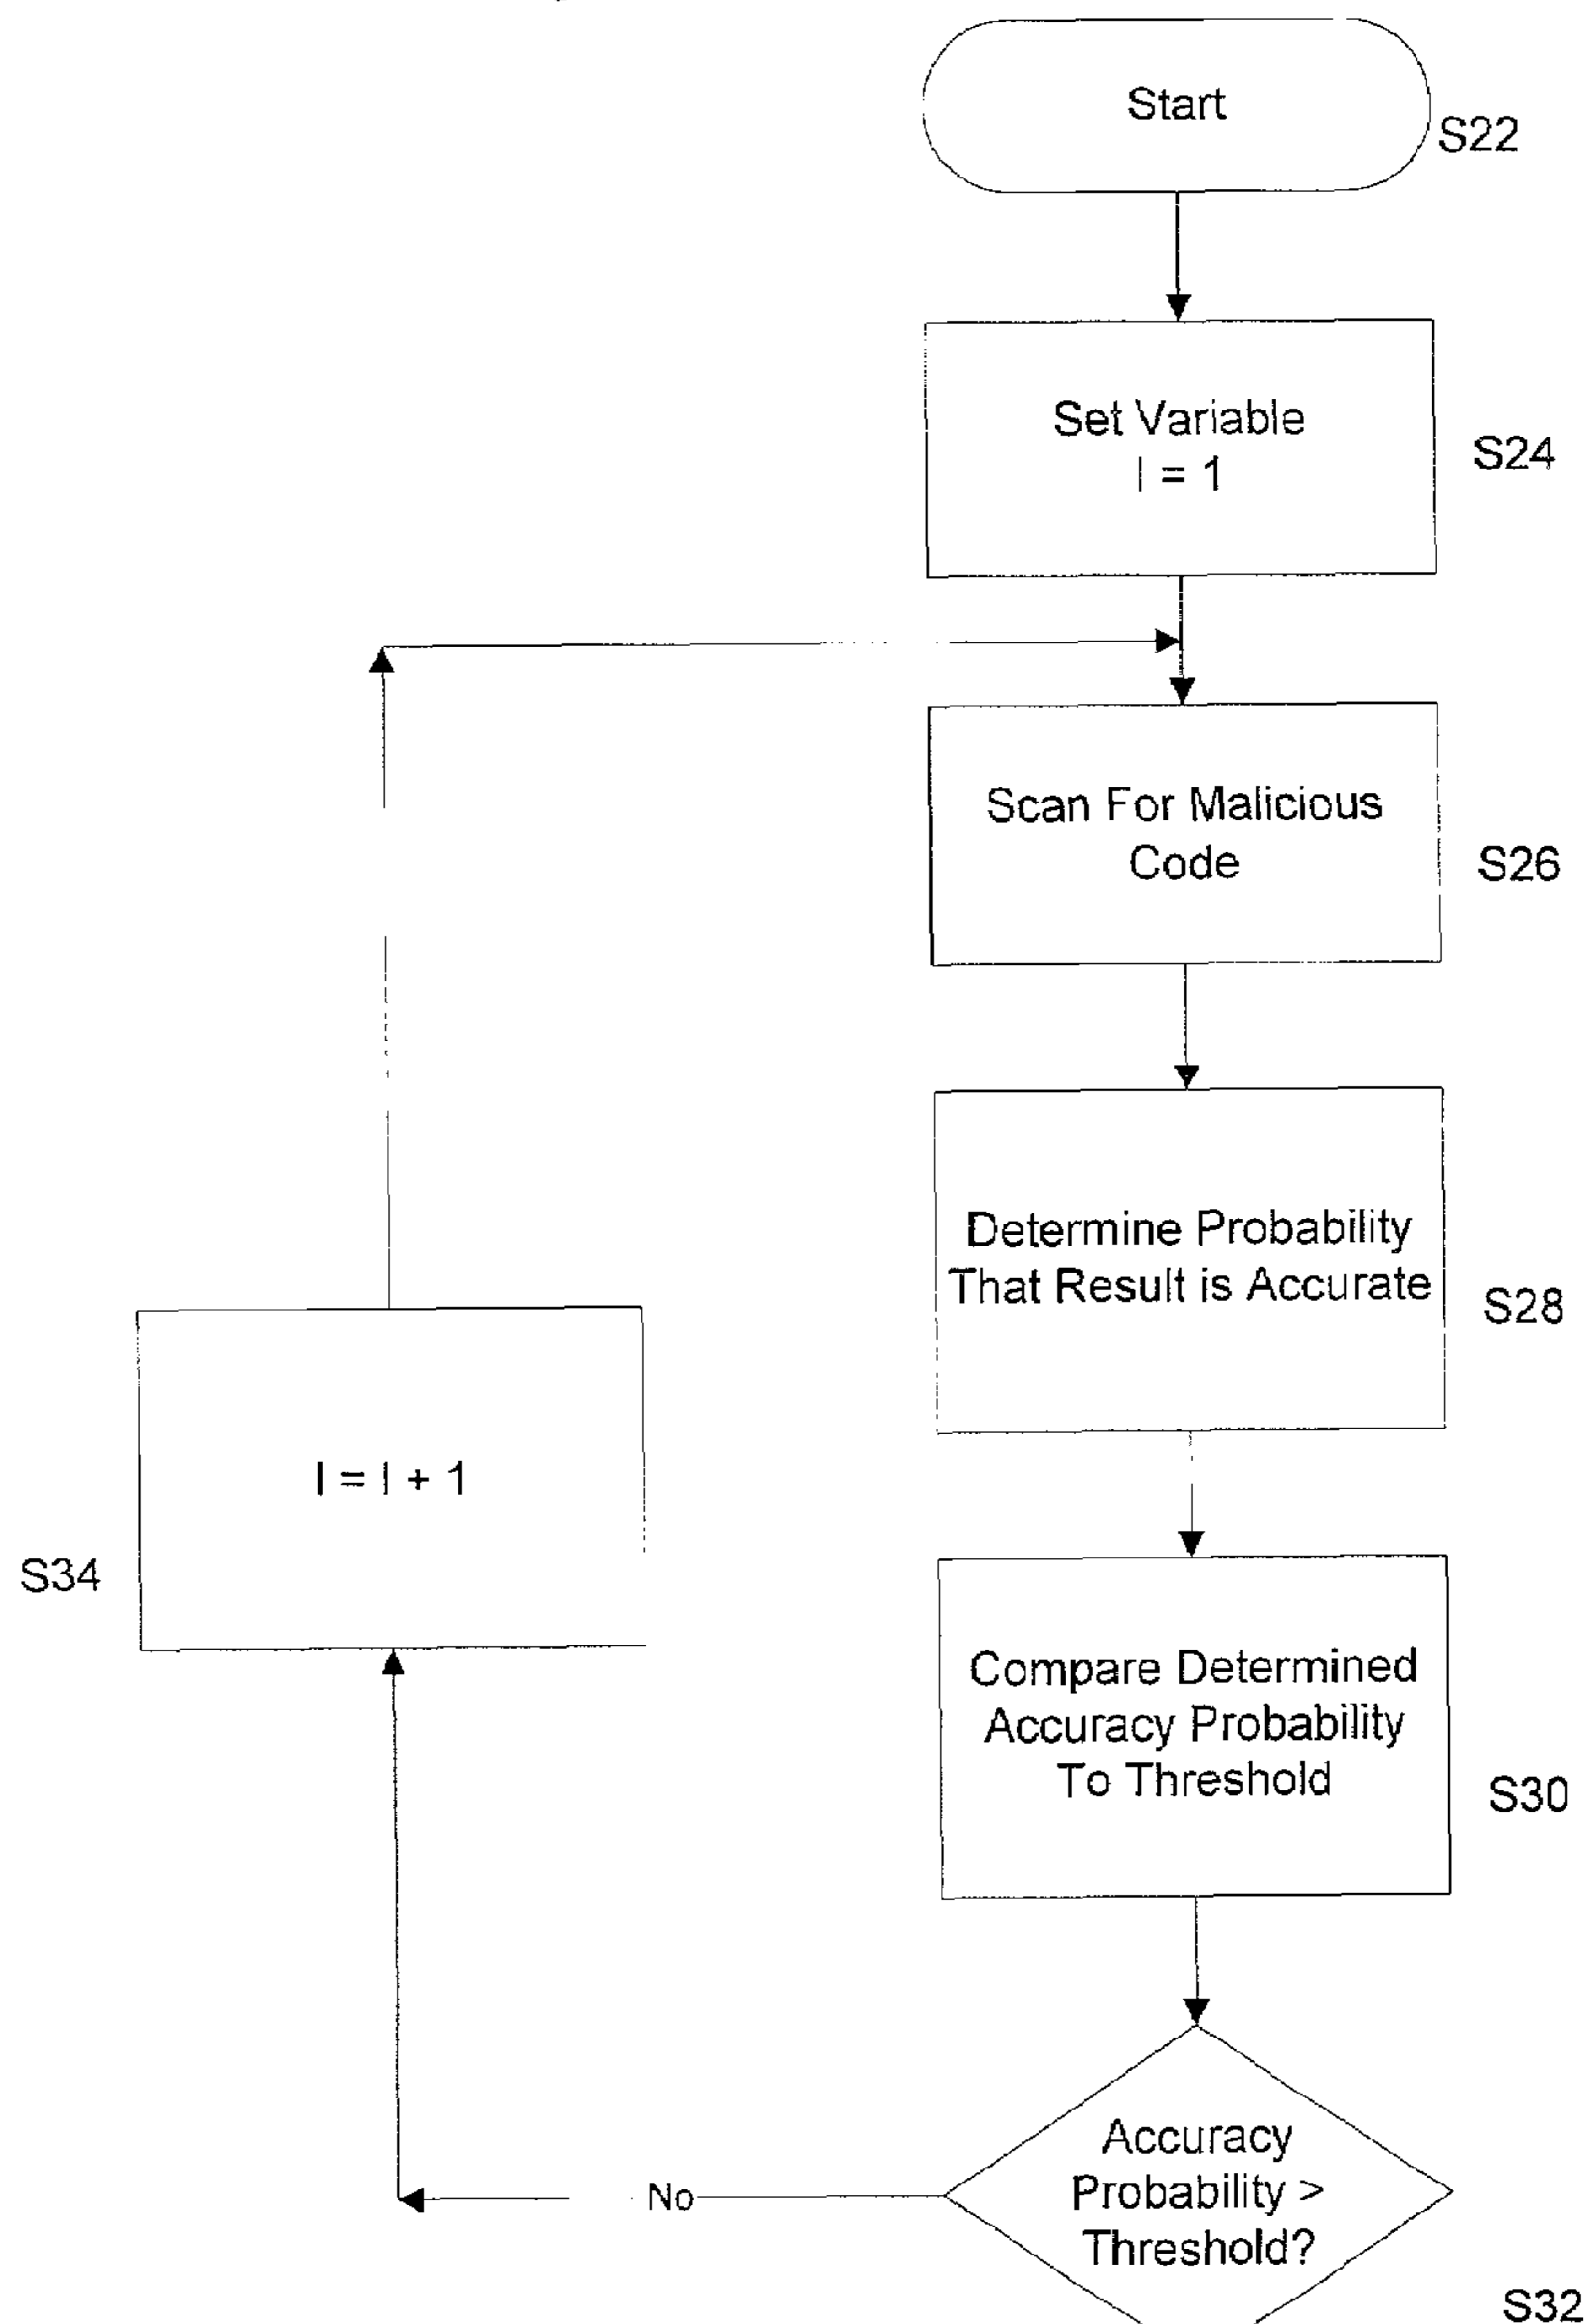 Start
S22
Set Variable
I = 1
S24
Scan For Malicious
Code
S26
Determine Probability
That Result is Accurate
S28
I = I + 1
S34
Compare Determined
Accuracy Probability
To Threshold
S30
Accuracy
Probability >
Threshold?
No
S32